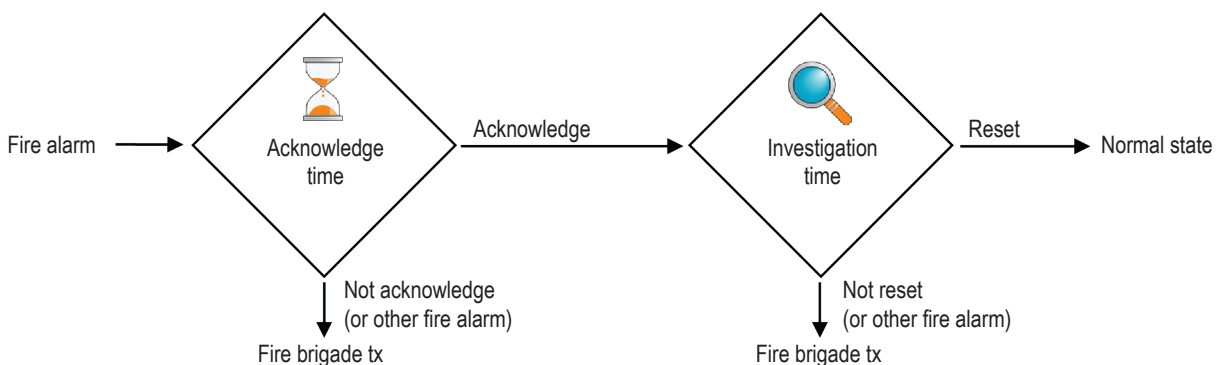 Fire alarm
Acknowledge
time
Acknowledge
Not acknowledge
(or other fire alarm)
Fire brigade tx
Investigation
time
Reset
Normal state
Not reset
(or other fire alarm)
Fire brigade tx